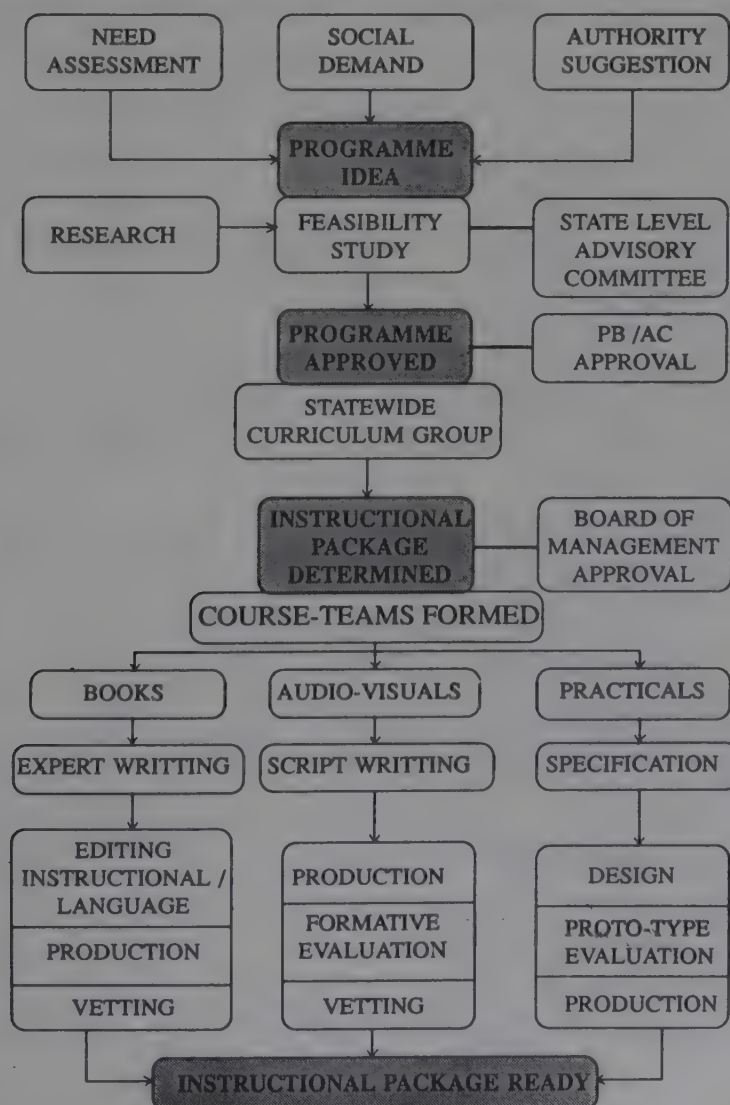 NEED
ASSESSMENT
SOCIAL
DEMAND
AUTHORITY
SUGGESTION
PROGRAMME
IDEA
RESEARCH
FEASIBILITY
STUDY
STATE LEVEL
ADVISORY
COMMITTEE
PROGRAMME
APPROVED
PB /AC
APPROVAL
STATEWIDE
CURRICULUM GROUP
INSTRUCTIONAL
PACKAGE
DETERMINED
BOARD OF
MANAGEMENT
APPROVAL
COURSE-TEAMS FORMED
BOOKS
AUDIO-VISUALS
PRACTICALS
EXPERT WRITTING
SCRIPT WRITTING
SPECIFICATION
EDITING
INSTRUCTIONAL /
LANGUAGE
PRODUCTION
VETTING
PRODUCTION
FORMATIVE
EVALUATION
VETTING
DESIGN
PROTO-TYPE
EVALUATION
PRODUCTION
INSTRUCTIONAL PACKAGE READY